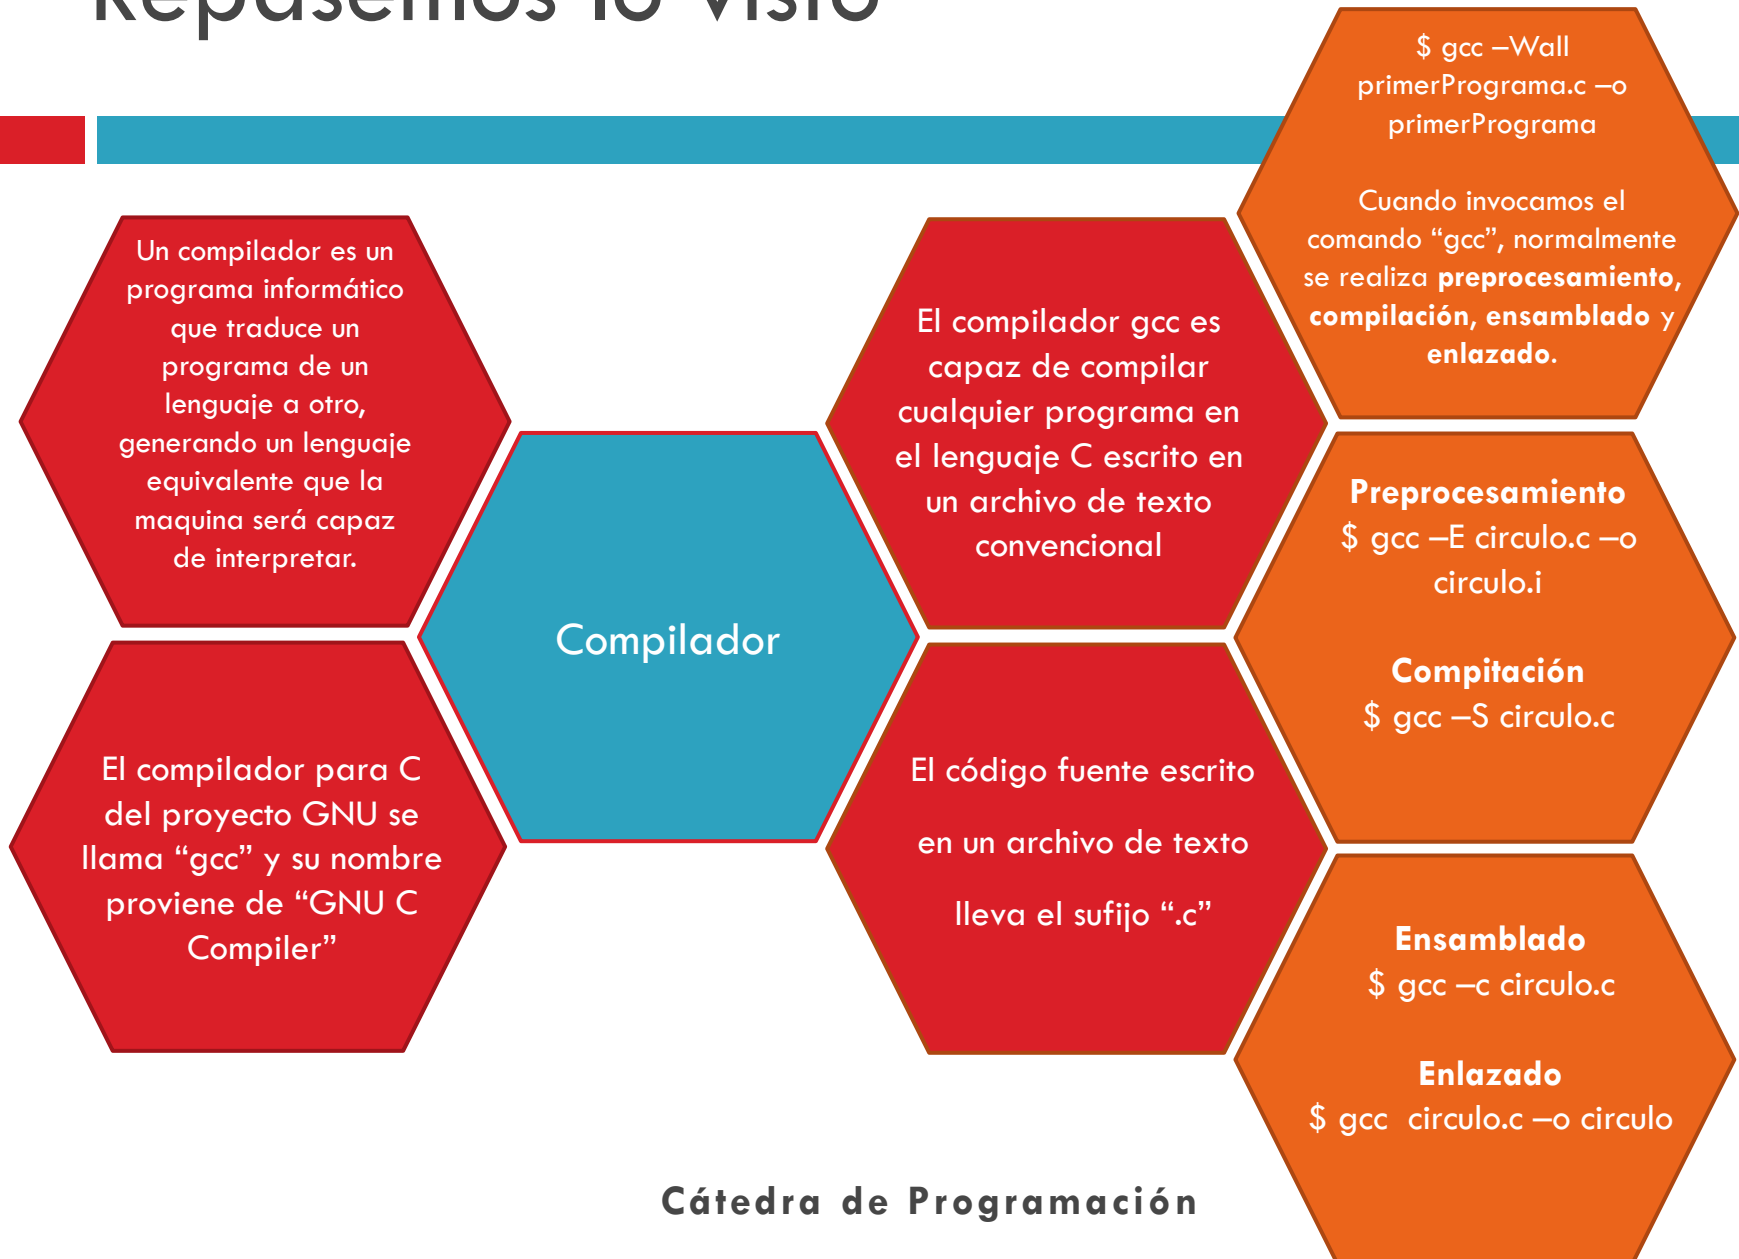 Repasemos lo visto
Un compilador es un
programa informático
que traduce un
programa de un
lenguaje a otro,
generando un lenguaje
equivalente que la
maquina será capaz
de interpretar.
El compilador para C
del proyecto GNU se
llama “gcc” y su nombre
proviene de “GNU C
Compiler”
Compilador
El compilador gcc es
capaz de compilar
cualquier programa en
el lenguaje C escrito en
un archivo de texto
convencional
El código fuente escrito
en un archivo de texto
lleva el sufijo “.c”
$ gcc –Wall
primerPrograma.c –o
primerPrograma
Cuando invocamos el
comando “gcc”, normalmente
se realiza preprocesamiento,
compilación, ensamblado y
enlazado.
Preprocesamiento
$ gcc –E circulo.c –o
circulo.i
Compitación
$ gcc –S circulo.c
Ensamblado
$ gcc –c circulo.c
Enlazado
$ gcc  circulo.c –o circulo
Cátedra de Programación